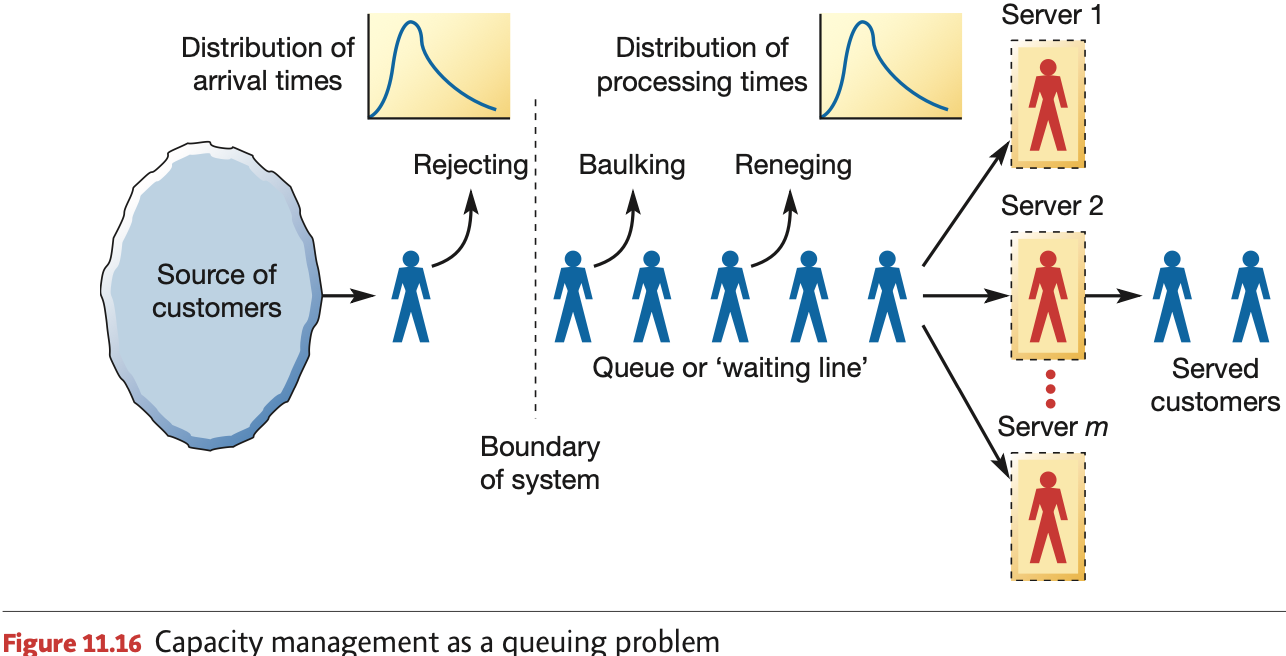 Distribution of
arrival times
Distribution of
processing times
Server 1
Rejecting
Baulking
Reneging
Server 2
Source of
customers
Queue or ‘waiting line’
Served
customers
Server m
Boundary
of system
Figure 11.16 Capacity management as a queuing problem